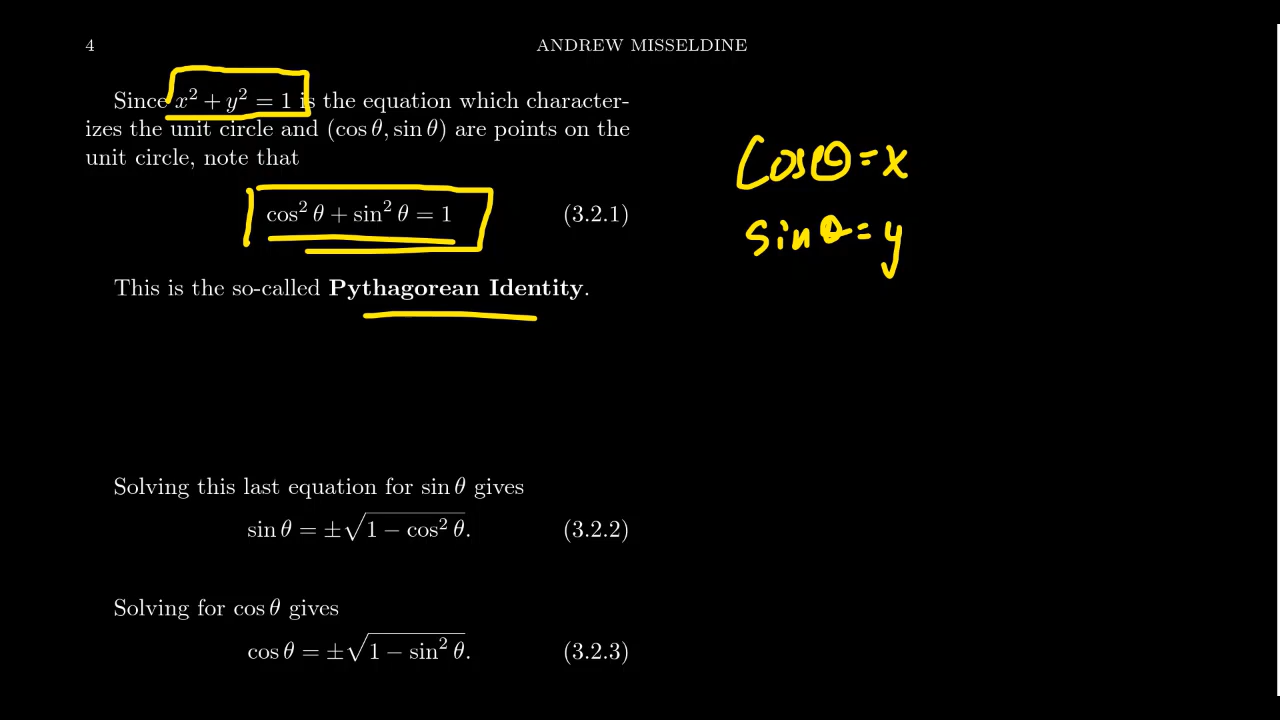 4 ANDREW MISSELDINE
Since x² + y² = 1 is the equation which character-
izes the unit circle and (cos θ, sin θ) are points on the
unit circle, note that
cos² θ + sin² θ = 1 (3.2.1)
This is the so-called Pythagorean Identity.
Solving this last equation for sin θ gives
sin θ = ±√(1 − cos² θ). (3.2.2)
Solving for cos θ gives
cos θ = ±√(1 − sin² θ). (3.2.3)
Cosθ = x
sinθ = y